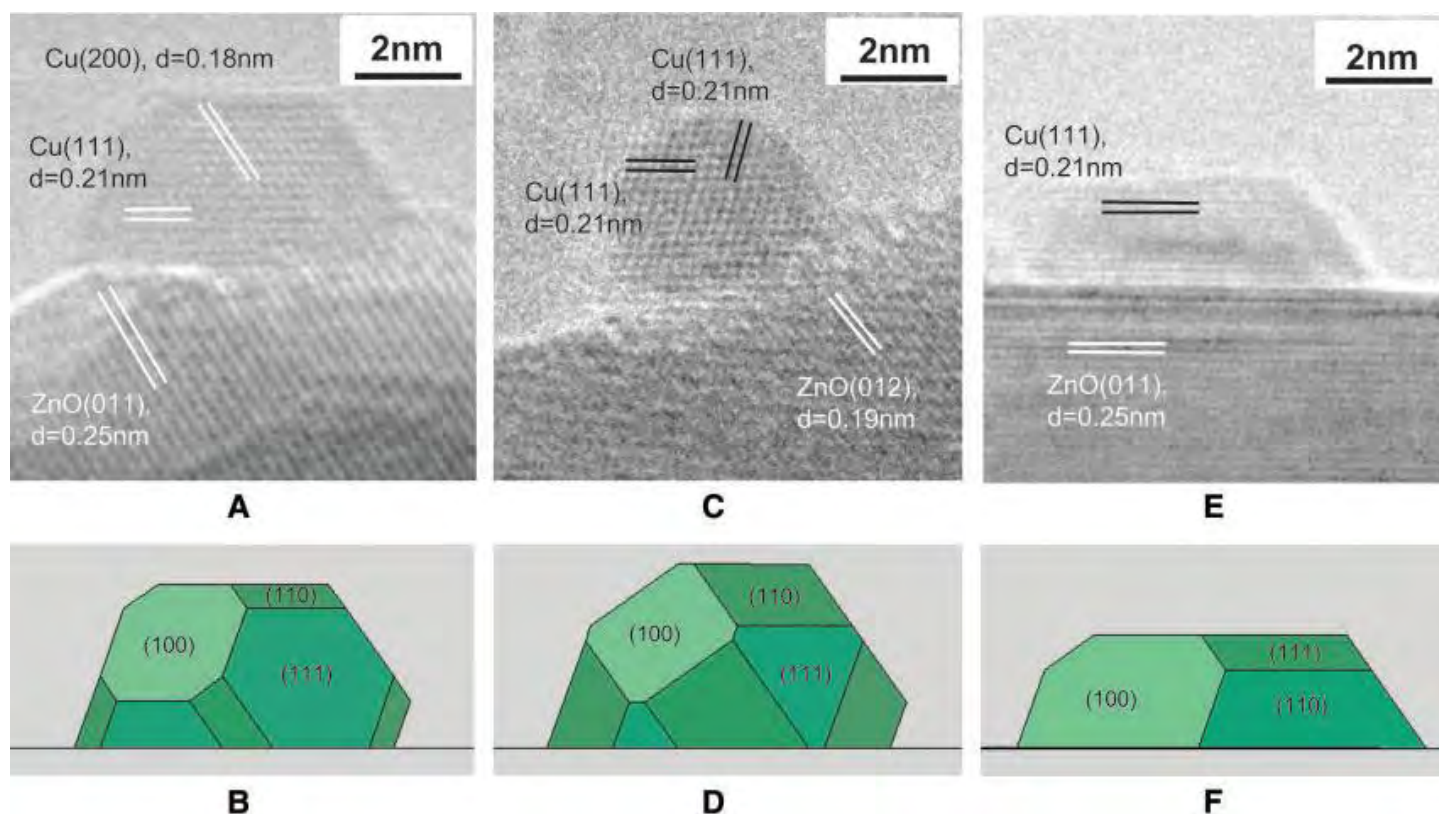 Cu(200), d=0.18nm
2nm
Cu(111),
d=0.21nm
ZnO(011),
d=0.25nm
A
Cu(111),
d=0.21nm
2nm
Cu(111),
d=0.21nm
ZnO(012),
d=0.19nm
C
2nm
Cu(111),
d=0.21nm
ZnO(011),
d=0.25nm
E
(110)
(100)
(111)
B
(110)
(100)
(111)
D
(111)
(100)
(110)
F